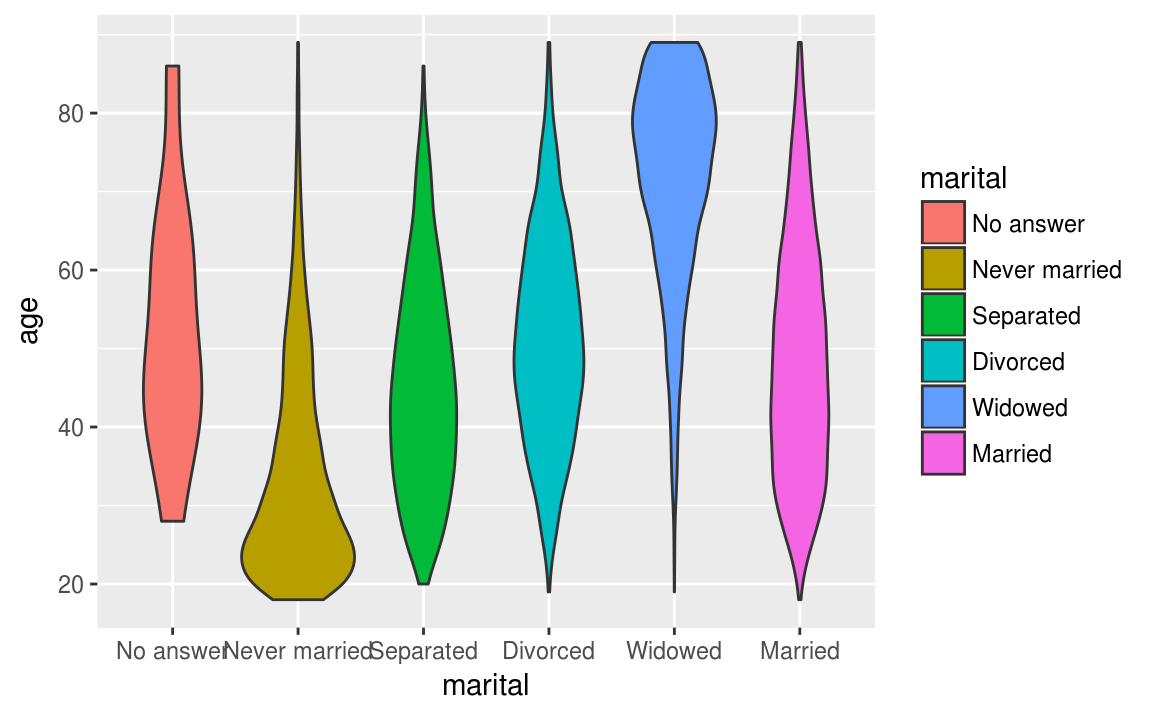 80
60
40
20
age
No answer
Never married
Separated
Divorced
Widowed
Married
marital
marital
No answer
Never married
Separated
Divorced
Widowed
Married